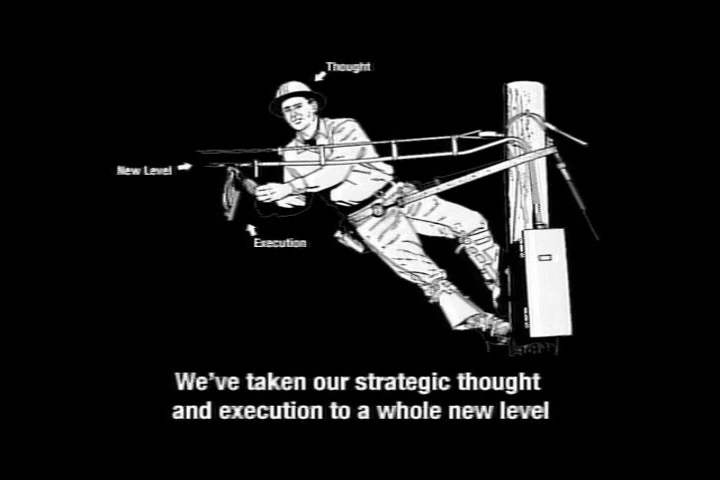 Thought
New Level
Execution
We've taken our strategic thought
and execution to a whole new level